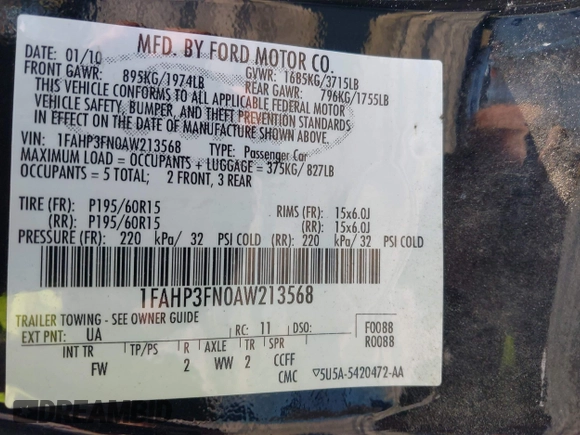 MFD. BY FORD MOTOR CO.
DATE: 01/10
GVWR: 1685KG/3715LB
FRONT GAWR: 895KG/1974LB
REAR GAWR: 796KG/1755LB
THIS VEHICLE CONFORMS TO ALL APPLICABLE FEDERAL MOTOR
VEHICLE SAFETY, BUMPER, AND THEFT PREVENTION STANDARDS
IN EFFECT ON THE DATE OF MANUFACTURE SHOWN ABOVE.
VIN: 1FAHP3FN0AW213568 TYPE: Passenger Car
MAXIMUM LOAD = OCCUPANTS + LUGGAGE = 375KG/ 827LB
OCCUPANTS = 5 TOTAL; 2 FRONT, 3 REAR
TIRE (FR): P195/60R15 RIMS (FR): 15x6.0J
(RR): P195/60R15 (RR): 15x6.0J
PRESSURE (FR): 220 kPa/ 32 PSI COLD (RR): 220 kPa/ 32 PSI COLD
1FAHP3FN0AW213568
TRAILER TOWING - SEE OWNER GUIDE
EXT PNT: UA RC: 11 DSO: F0088
R0088
INT TR TP/PS R AXLE TR SPR
FW 2 WW 2 CCFF
CMC ▽5U5A-5420472-AA
DREAMBID